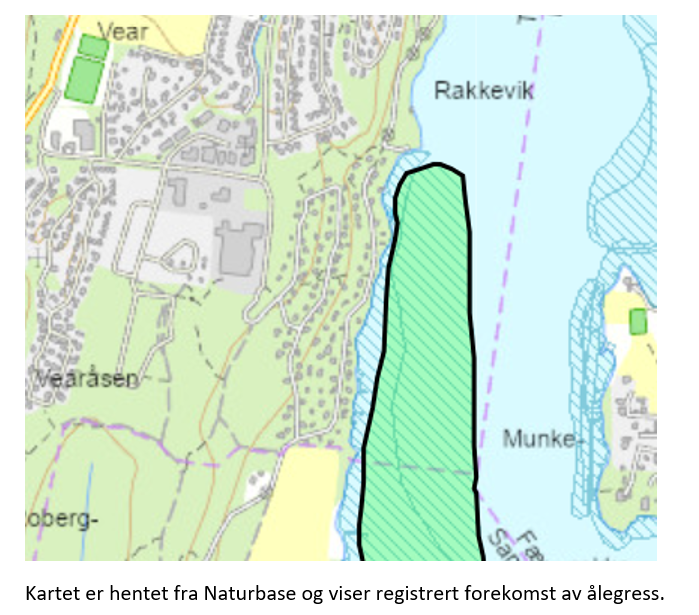 Vear
Rakkevik
Vearåsen
Munke-
oberg-
Kartet er hentet fra Naturbase og viser registrert forekomst av ålegress.